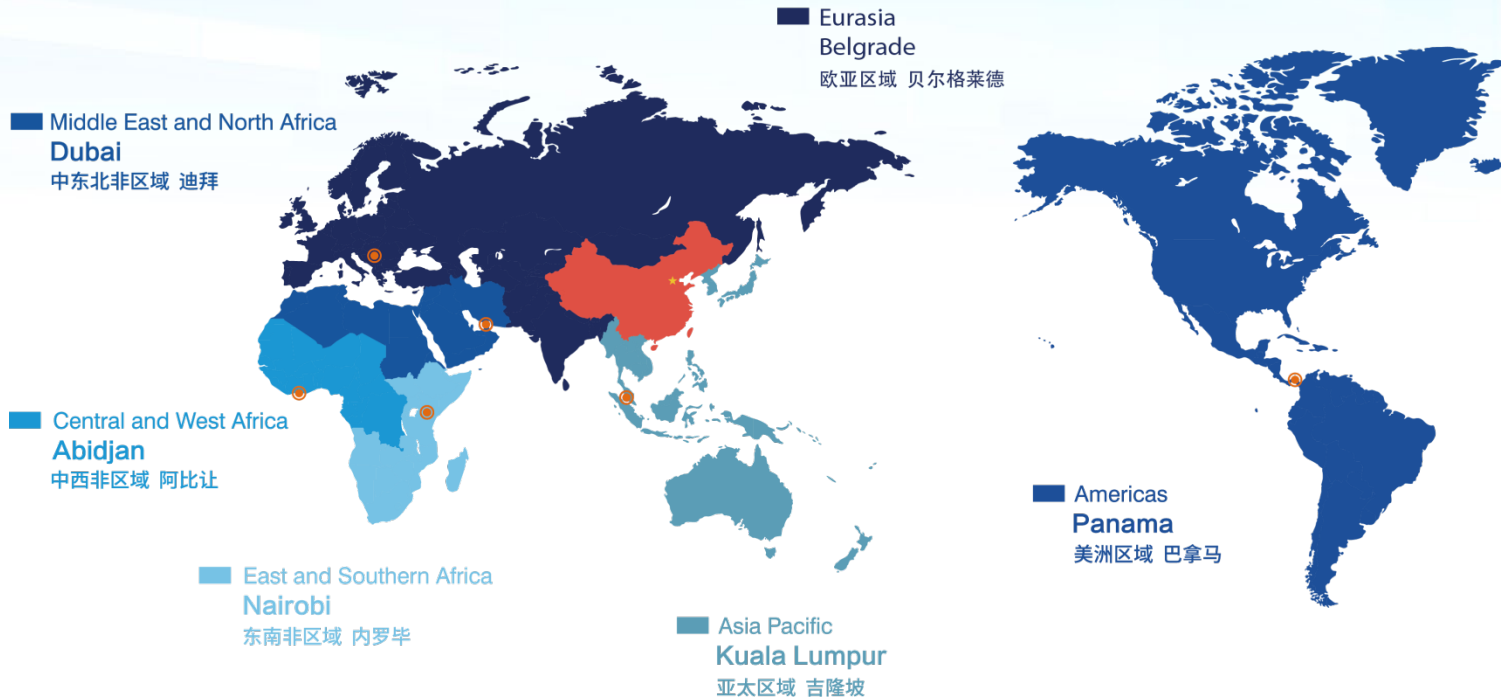 Eurasia
Belgrade
欧亚区域 贝尔格莱德
Middle East and North Africa
Dubai
中东北非区域 迪拜
Central and West Africa
Abidjan
中西非区域 阿比让
Americas
Panama
美洲区域 巴拿马
East and Southern Africa
Nairobi
东南非区域 内罗毕
Asia Pacific
Kuala Lumpur
亚太区域 吉隆坡